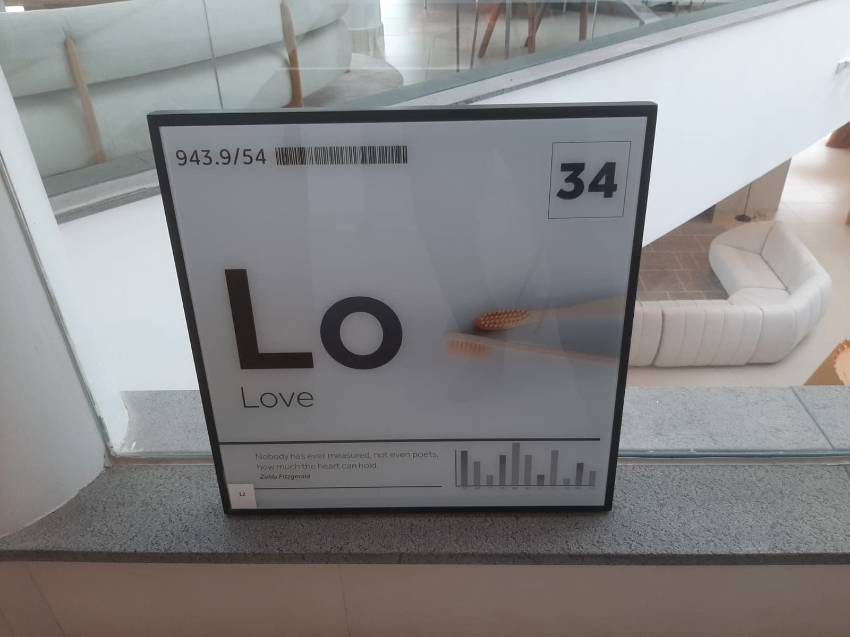 943.9/54
34
Lo
Love
Nobody has ever measured, not even poets,
how much the heart can hold.
Zelda Fitzgerald